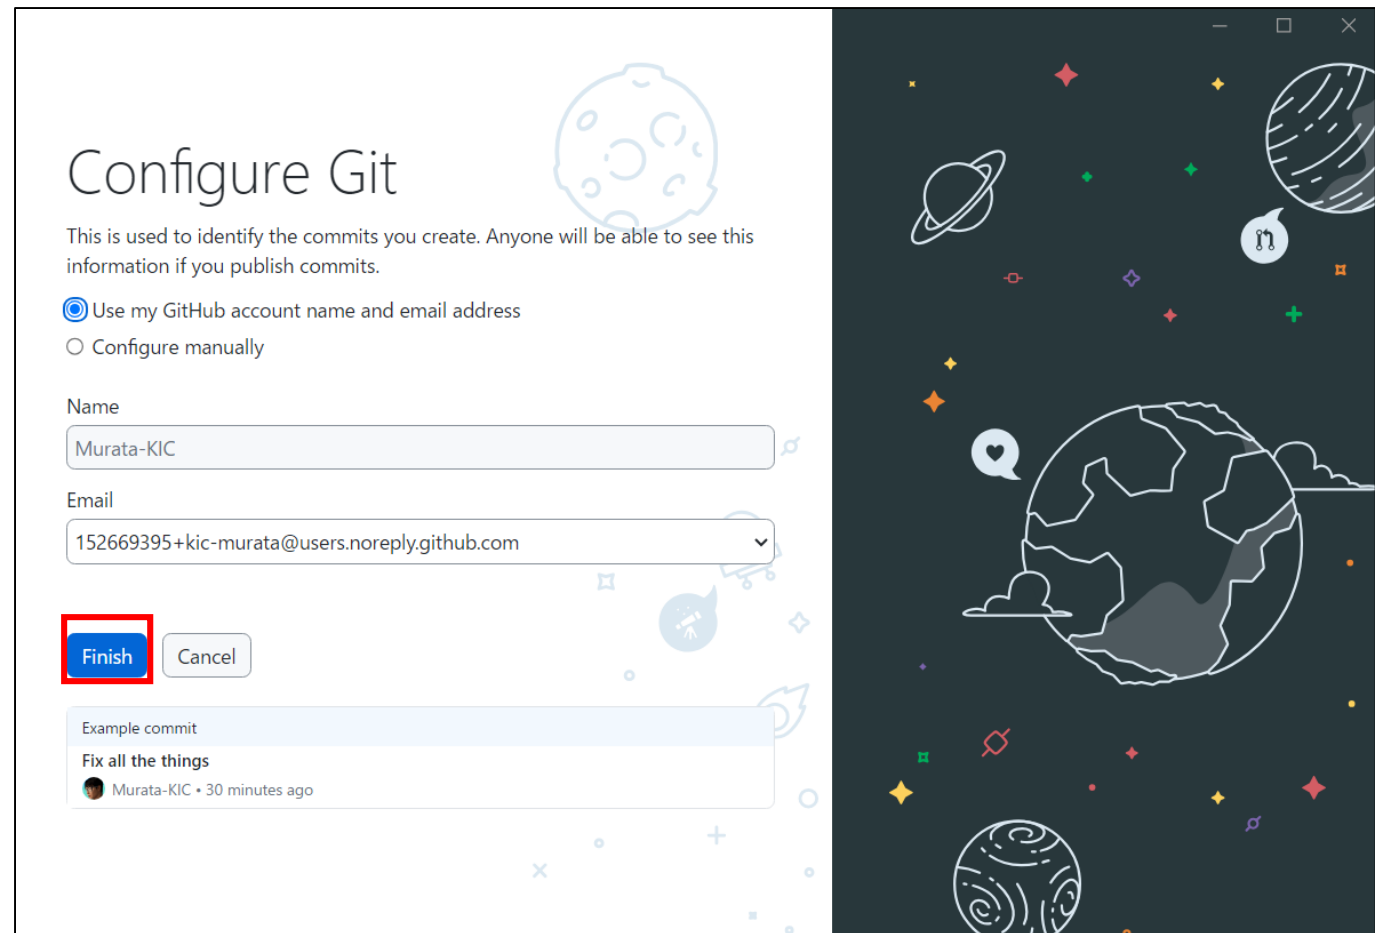 Configure Git
This is used to identify the commits you create. Anyone will be able to see this
information if you publish commits.
Use my GitHub account name and email address
Configure manually
Name
Murata-KIC
Email
152669395+kic-murata@users.noreply.github.com
Finish Cancel
Example commit
Fix all the things
Murata-KIC • 30 minutes ago